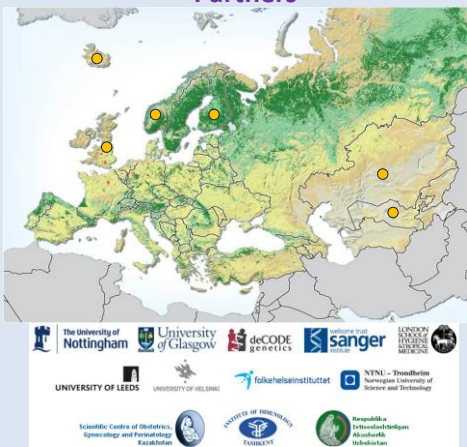 Partners
The University of
Nottingham
University
of Glasgow
deCODE
genetics
wellcome trust
sanger
institute
LONDON
SCHOOL of
HYGIENE
&TROPICAL
MEDICINE
UNIVERSITY OF LEEDS
UNIVERSITY OF HELSINKI
folkehelseinstituttet
NTNU – Trondheim
Norwegian University of
Science and Technology
Scientific Centre of Obstetrics,
Gynecology and Perinatology
Kazakhstan
INSTITUTE OF IMMUNOLOGY
TASHKENT
Respublika
Ixtisoslashtirilgan
Akusherlik
Uzbekistan